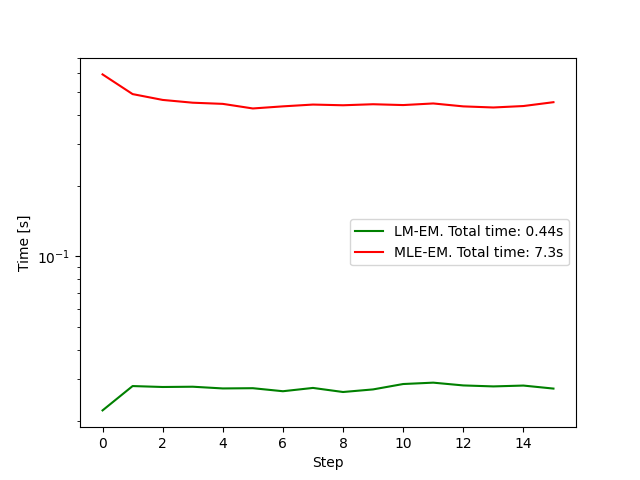 Time [s]
10⁻¹
LM-EM. Total time: 0.44s
MLE-EM. Total time: 7.3s
0 2 4 6 8 10 12 14
Step